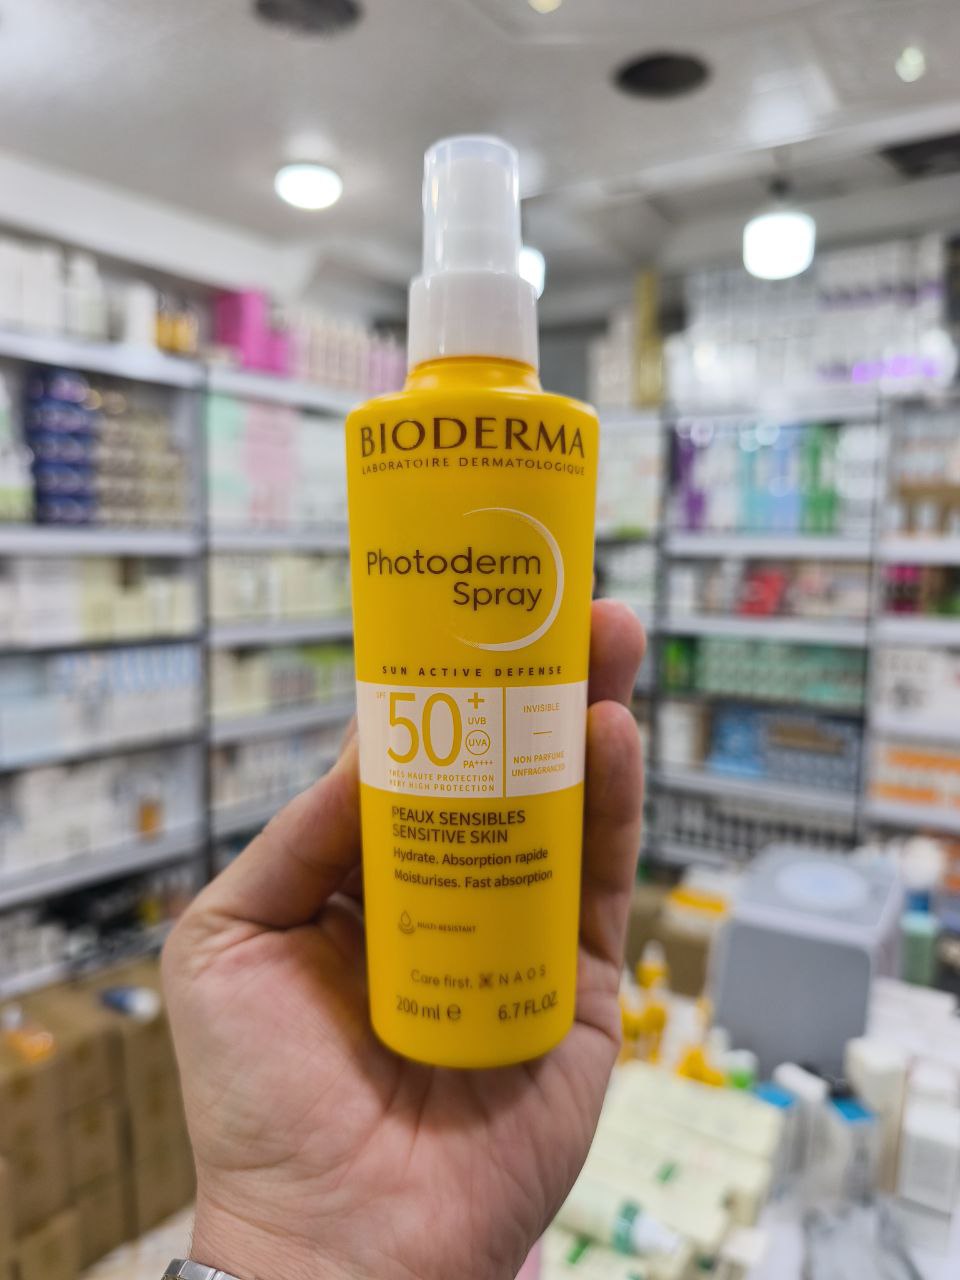 BIODERMA
LABORATOIRE DERMATOLOGIQUE
Photoderm
Spray
SUN ACTIVE DEFENSE
SPF 50+
UVB
UVA
PA++++
TRÈS HAUTE PROTECTION
VERY HIGH PROTECTION
INVISIBLE
NON PARFUMÉ
UNFRAGRANCED
PEAUX SENSIBLES
SENSITIVE SKIN
Hydrate. Absorption rapide
Moisturises. Fast absorption
MULTI-RESISTANT
Care first. NAOS
200 ml ℮ 6.7 FL.OZ